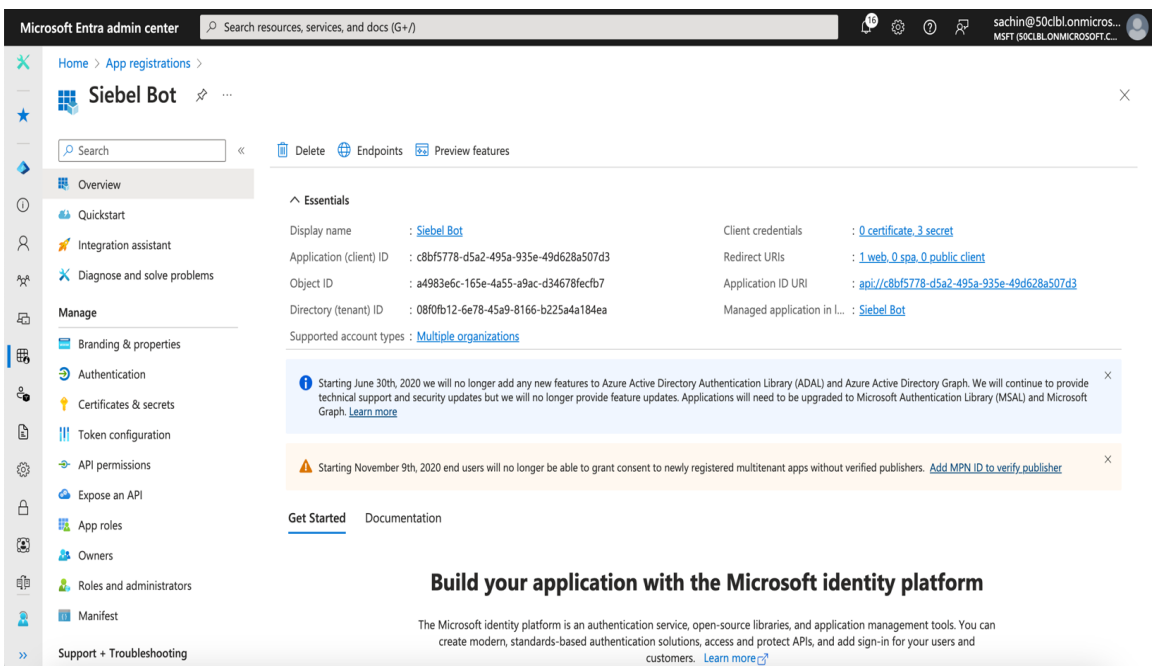 Microsoft Entra admin center
Search resources, services, and docs (G+/)
16
sachin@50clbl.onmicros...
MSFT (50CLBL.ONMICROSOFT.C...
Home > App registrations >
Siebel Bot
Search
Overview
Quickstart
Integration assistant
Diagnose and solve problems
Manage
Branding & properties
Authentication
Certificates & secrets
Token configuration
API permissions
Expose an API
App roles
Owners
Roles and administrators
Manifest
Support + Troubleshooting
Delete Endpoints Preview features
Essentials
Display name : Siebel Bot
Application (client) ID : c8bf5778-d5a2-495a-935e-49d628a507d3
Object ID : a4983e6c-165e-4a55-a9ac-d34678fecfb7
Directory (tenant) ID : 08f0fb12-6e78-45a9-8166-b225a4a184ea
Supported account types : Multiple organizations
Client credentials : 0 certificate, 3 secret
Redirect URIs : 1 web, 0 spa, 0 public client
Application ID URI : api://c8bf5778-d5a2-495a-935e-49d628a507d3
Managed application in l... : Siebel Bot
Starting June 30th, 2020 we will no longer add any new features to Azure Active Directory Authentication Library (ADAL) and Azure Active Directory Graph. We will continue to provide
technical support and security updates but we will no longer provide feature updates. Applications will need to be upgraded to Microsoft Authentication Library (MSAL) and Microsoft
Graph. Learn more
Starting November 9th, 2020 end users will no longer be able to grant consent to newly registered multitenant apps without verified publishers. Add MPN ID to verify publisher
Get Started Documentation
Build your application with the Microsoft identity platform
The Microsoft identity platform is an authentication service, open-source libraries, and application management tools. You can
create modern, standards-based authentication solutions, access and protect APIs, and add sign-in for your users and
customers. Learn more